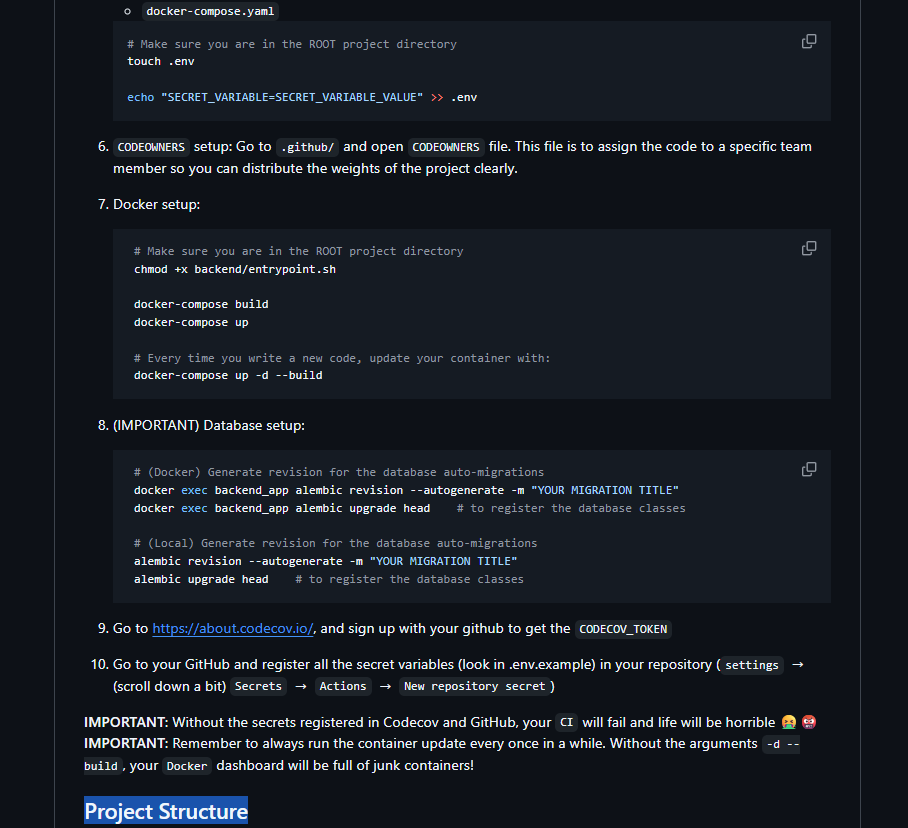 docker-compose.yaml
# Make sure you are in the ROOT project directory
touch .env
echo "SECRET_VARIABLE=SECRET_VARIABLE_VALUE" >> .env
6. CODEOWNERS setup: Go to .github/ and open CODEOWNERS file. This file is to assign the code to a specific team
member so you can distribute the weights of the project clearly.
7. Docker setup:
# Make sure you are in the ROOT project directory
chmod +x backend/entrypoint.sh
docker-compose build
docker-compose up
# Every time you write a new code, update your container with:
docker-compose up -d --build
8. (IMPORTANT) Database setup:
# (Docker) Generate revision for the database auto-migrations
docker exec backend_app alembic revision --autogenerate -m "YOUR MIGRATION TITLE"
docker exec backend_app alembic upgrade head    # to register the database classes
# (Local) Generate revision for the database auto-migrations
alembic revision --autogenerate -m "YOUR MIGRATION TITLE"
alembic upgrade head    # to register the database classes
9. Go to https://about.codecov.io/, and sign up with your github to get the CODECOV_TOKEN
10. Go to your GitHub and register all the secret variables (look in .env.example) in your repository ( settings →
(scroll down a bit) Secrets → Actions → New repository secret )
IMPORTANT: Without the secrets registered in Codecov and GitHub, your CI will fail and life will be horrible 🤮 👹
IMPORTANT: Remember to always run the container update every once in a while. Without the arguments -d --
build, your Docker dashboard will be full of junk containers!
Project Structure